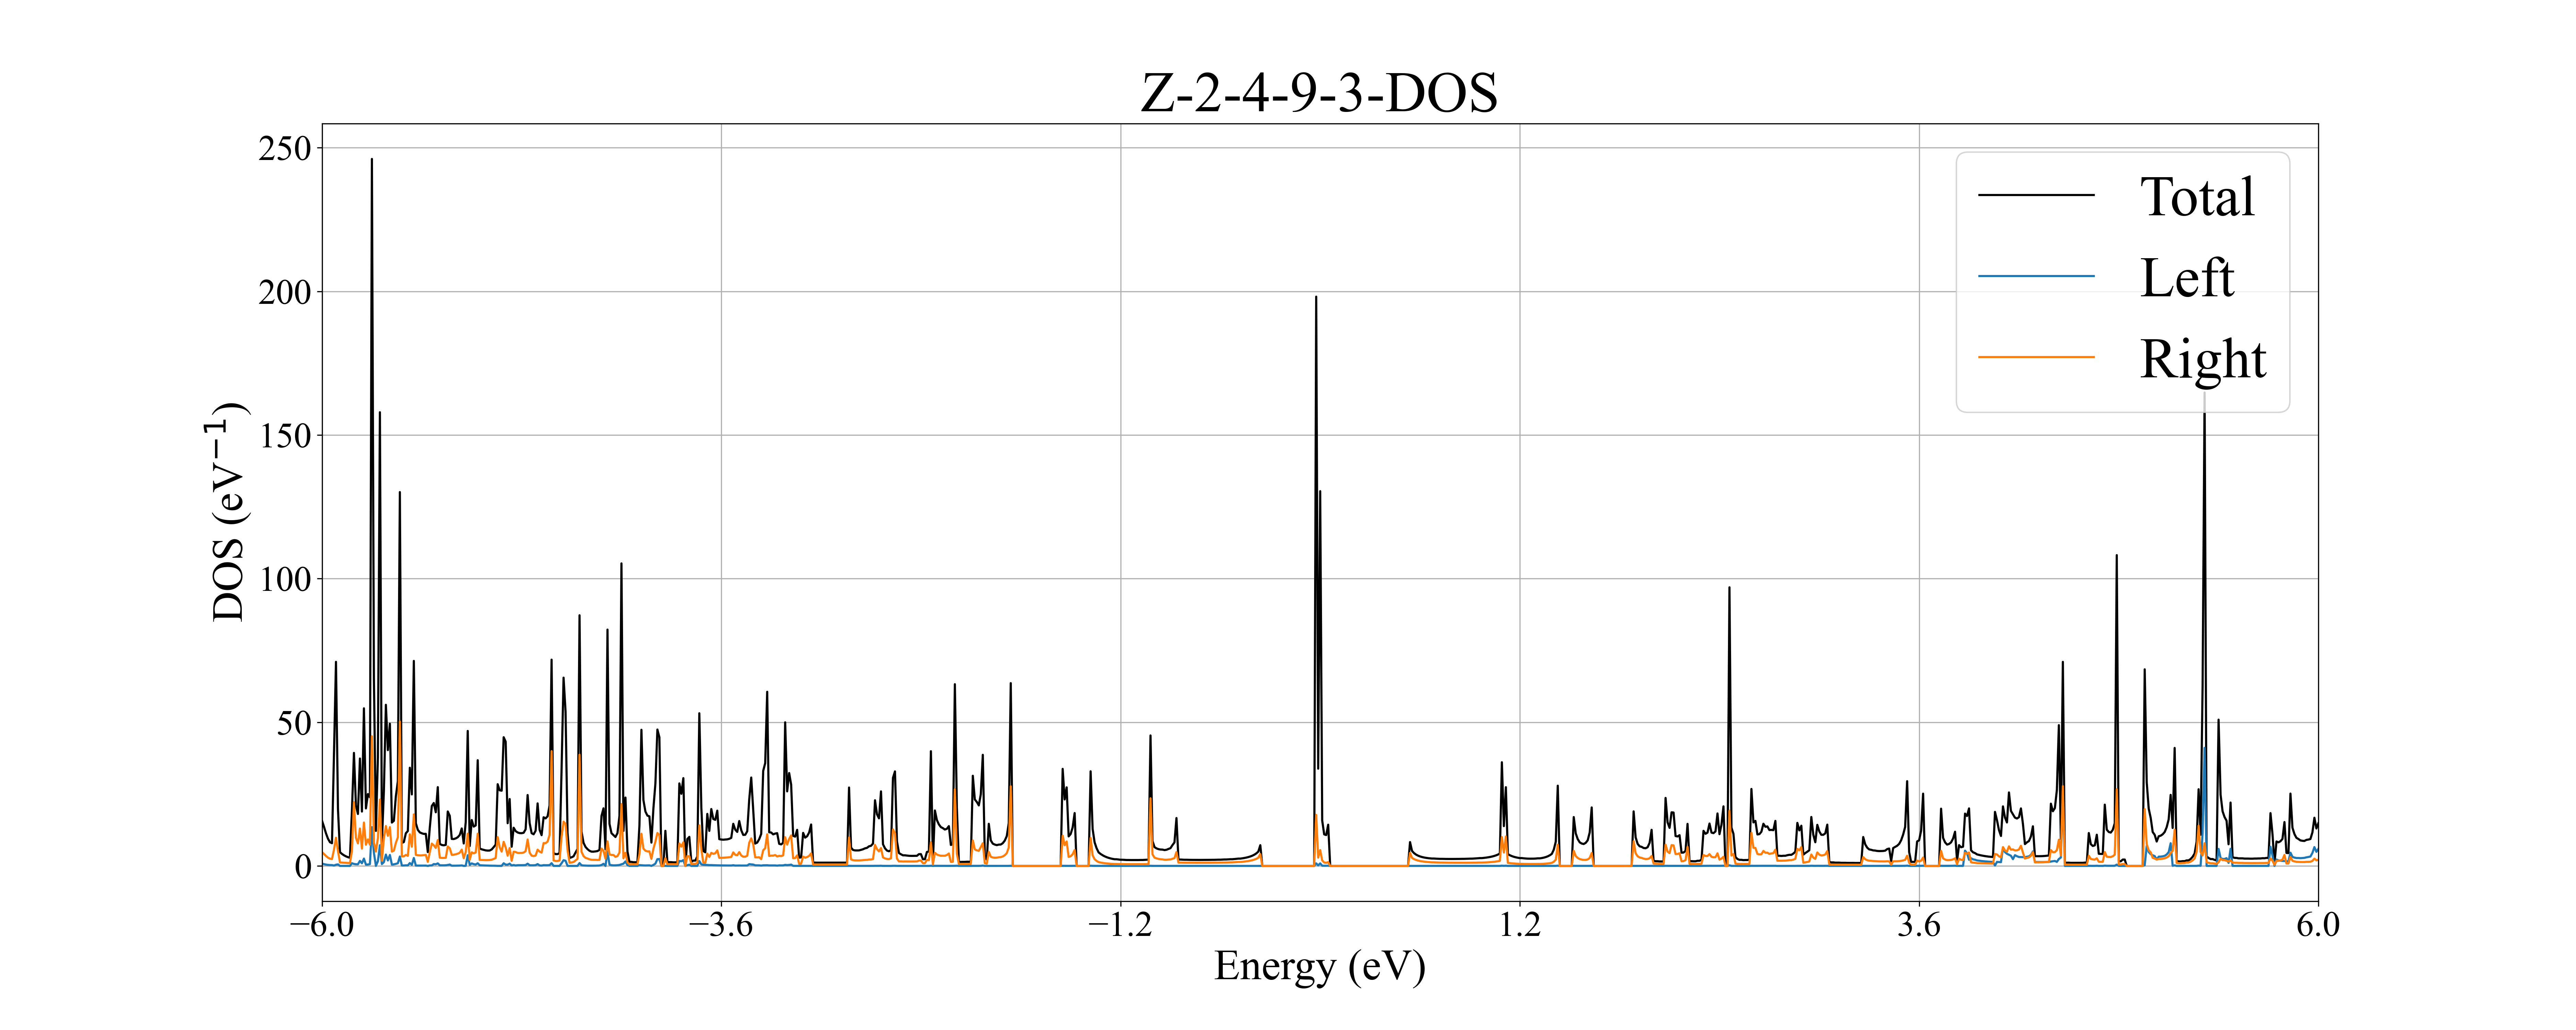 Z-2-4-9-3-DOS
DOS (eV⁻¹)
250
200
150
100
50
0
Total
Left
Right
−6.0 −3.6 −1.2 1.2 3.6 6.0
Energy (eV)